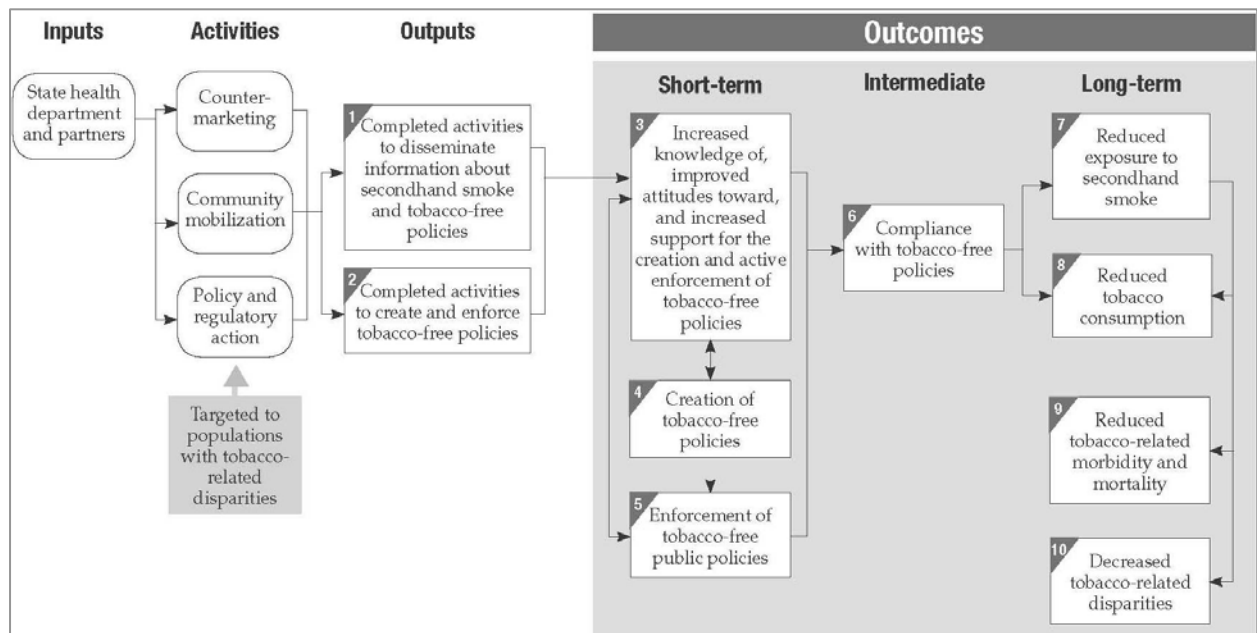 Inputs
Activities
Outputs
Outcomes
Short-term
Intermediate
Long-term
State health
department
and partners
Counter-
marketing
Community
mobilization
Policy and
regulatory
action
Targeted to
populations
with tobacco-
related
disparities
1
Completed activities
to disseminate
information about
secondhand smoke
and tobacco-free
policies
2
Completed activities
to create and enforce
tobacco-free policies
3
Increased
knowledge of,
improved
attitudes toward,
and increased
support for the
creation and active
enforcement of
tobacco-free
policies
4
Creation of
tobacco-free
policies
5
Enforcement of
tobacco-free
public policies
6
Compliance
with tobacco-free
policies
7
Reduced
exposure to
secondhand
smoke
8
Reduced
tobacco
consumption
9
Reduced
tobacco-related
morbidity and
mortality
10
Decreased
tobacco-related
disparities